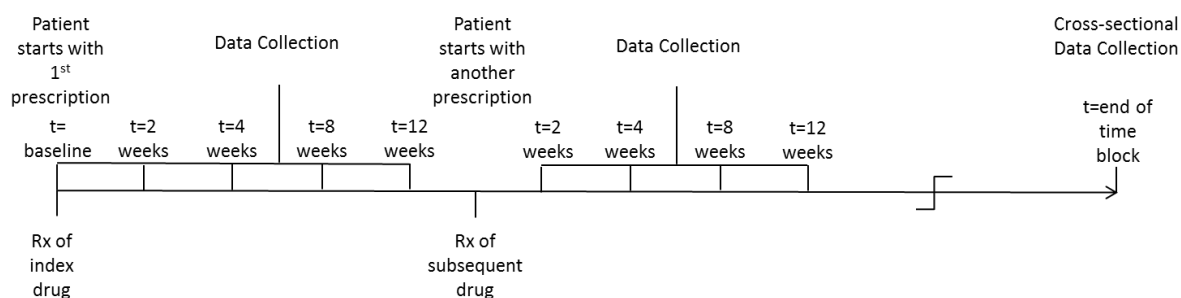 Patient
starts with
1st
prescription
Data Collection
Patient
starts with
another
prescription
Data Collection
Cross-sectional
Data Collection
t=
baseline
t=2
weeks
t=4
weeks
t=8
weeks
t=12
weeks
t=2
weeks
t=4
weeks
t=8
weeks
t=12
weeks
t=end of
time
block
Rx of
index
drug
Rx of
subsequent
drug